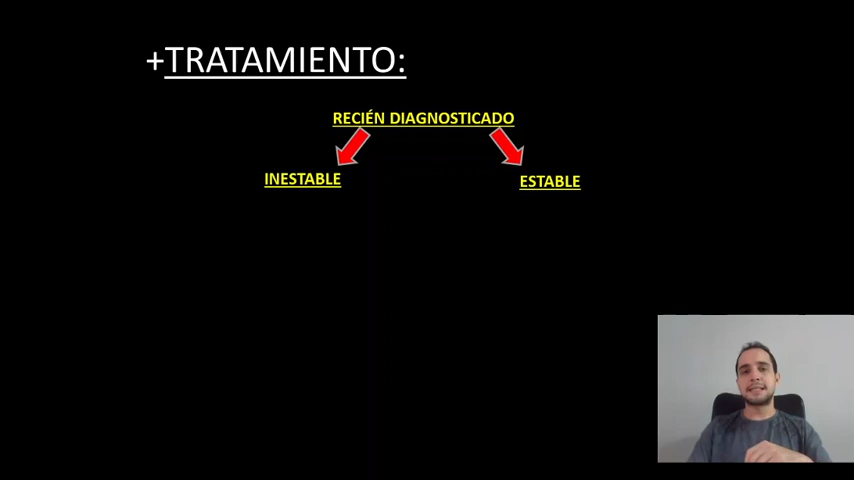 +TRATAMIENTO:
RECIÉN DIAGNOSTICADO
INESTABLE
ESTABLE